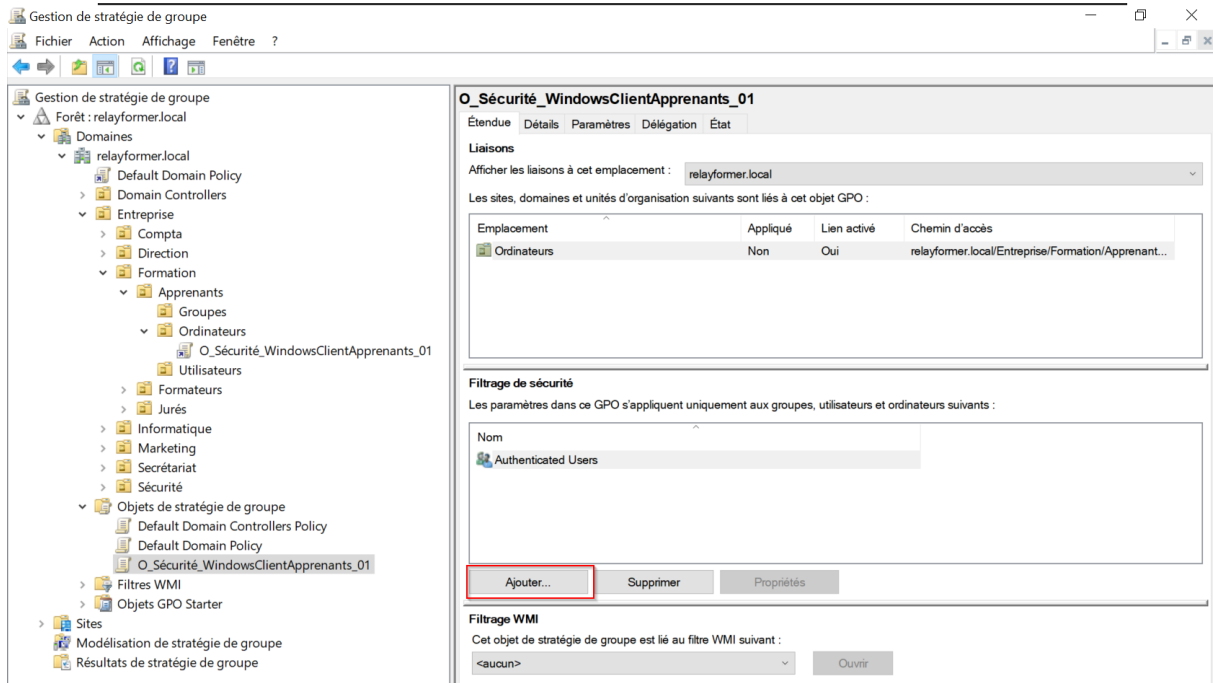 Gestion de stratégie de groupe
Fichier Action Affichage Fenêtre ?
Gestion de stratégie de groupe
Forêt : relayformer.local
Domaines
relayformer.local
Default Domain Policy
Domain Controllers
Entreprise
Compta
Direction
Formation
Apprenants
Groupes
Ordinateurs
O_Sécurité_WindowsClientApprenants_01
Utilisateurs
Formateurs
Jurés
Informatique
Marketing
Secrétariat
Sécurité
Objets de stratégie de groupe
Default Domain Controllers Policy
Default Domain Policy
O_Sécurité_WindowsClientApprenants_01
Filtres WMI
Objets GPO Starter
Sites
Modélisation de stratégie de groupe
Résultats de stratégie de groupe
O_Sécurité_WindowsClientApprenants_01
Étendue Détails Paramètres Délégation État
Liaisons
Afficher les liaisons à cet emplacement : relayformer.local
Les sites, domaines et unités d'organisation suivants sont liés à cet objet GPO :
Emplacement Appliqué Lien activé Chemin d'accès
Ordinateurs Non Oui relayformer.local/Entreprise/Formation/Apprenant...
Filtrage de sécurité
Les paramètres dans ce GPO s'appliquent uniquement aux groupes, utilisateurs et ordinateurs suivants :
Nom
Authenticated Users
Ajouter... Supprimer Propriétés
Filtrage WMI
Cet objet de stratégie de groupe est lié au filtre WMI suivant :
<aucun> Ouvrir